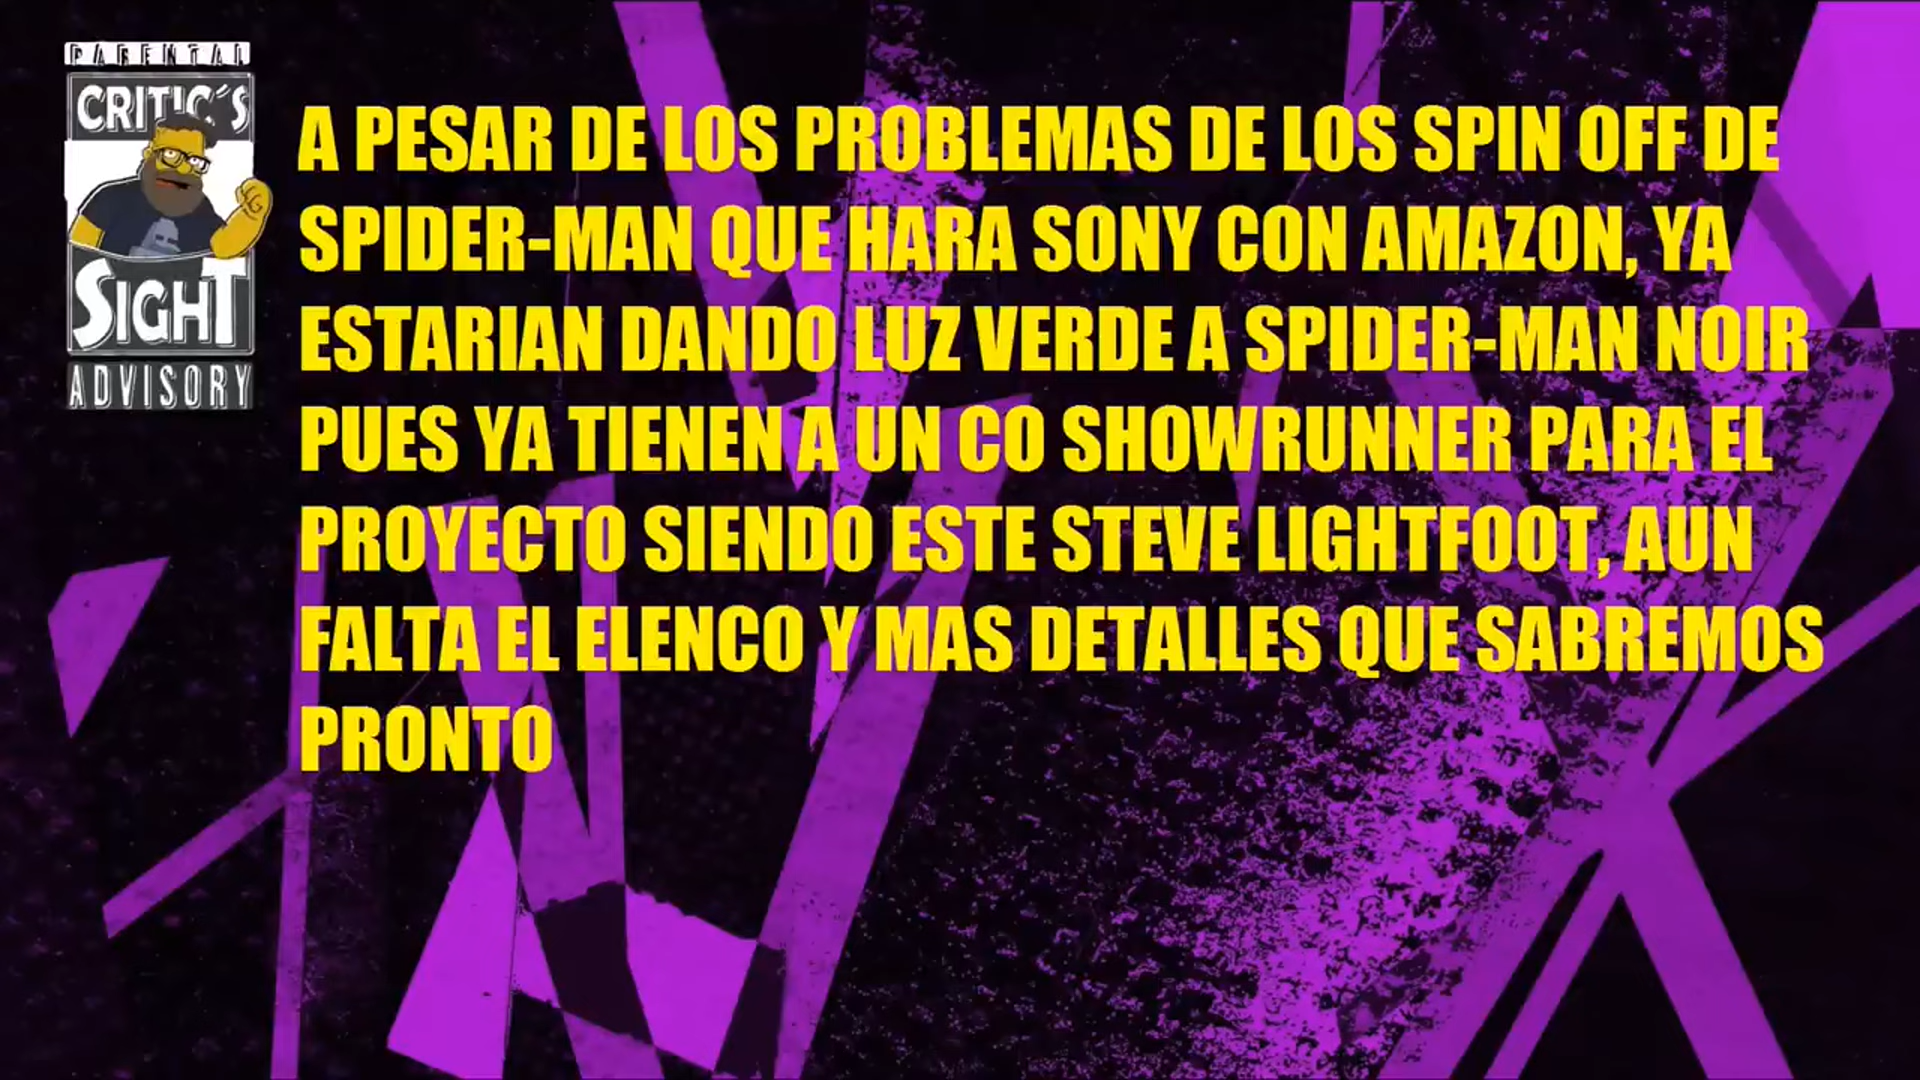 PARENTAL
CRITIC´S
SIGHT
ADVISORY
A PESAR DE LOS PROBLEMAS DE LOS SPIN OFF DE
SPIDER-MAN QUE HARA SONY CON AMAZON, YA
ESTARIAN DANDO LUZ VERDE A SPIDER-MAN NOIR
PUES YA TIENEN A UN CO SHOWRUNNER PARA EL
PROYECTO SIENDO ESTE STEVE LIGHTFOOT, AUN
FALTA EL ELENCO Y MAS DETALLES QUE SABREMOS
PRONTO